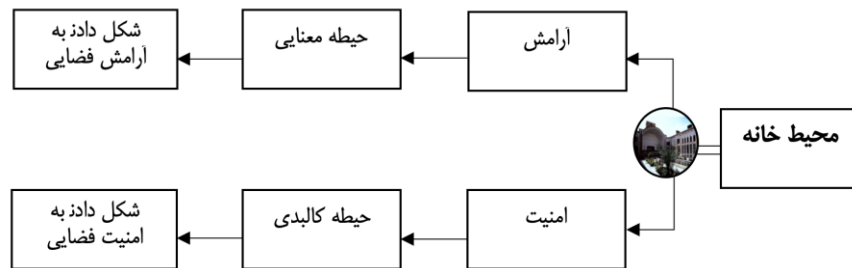 آرامش
حیطه معنایی
شکل دادن به
آرامش فضایی
محیط خانه
امنیت
حیطه کالبدی
شکل دادن به
امنیت فضایی